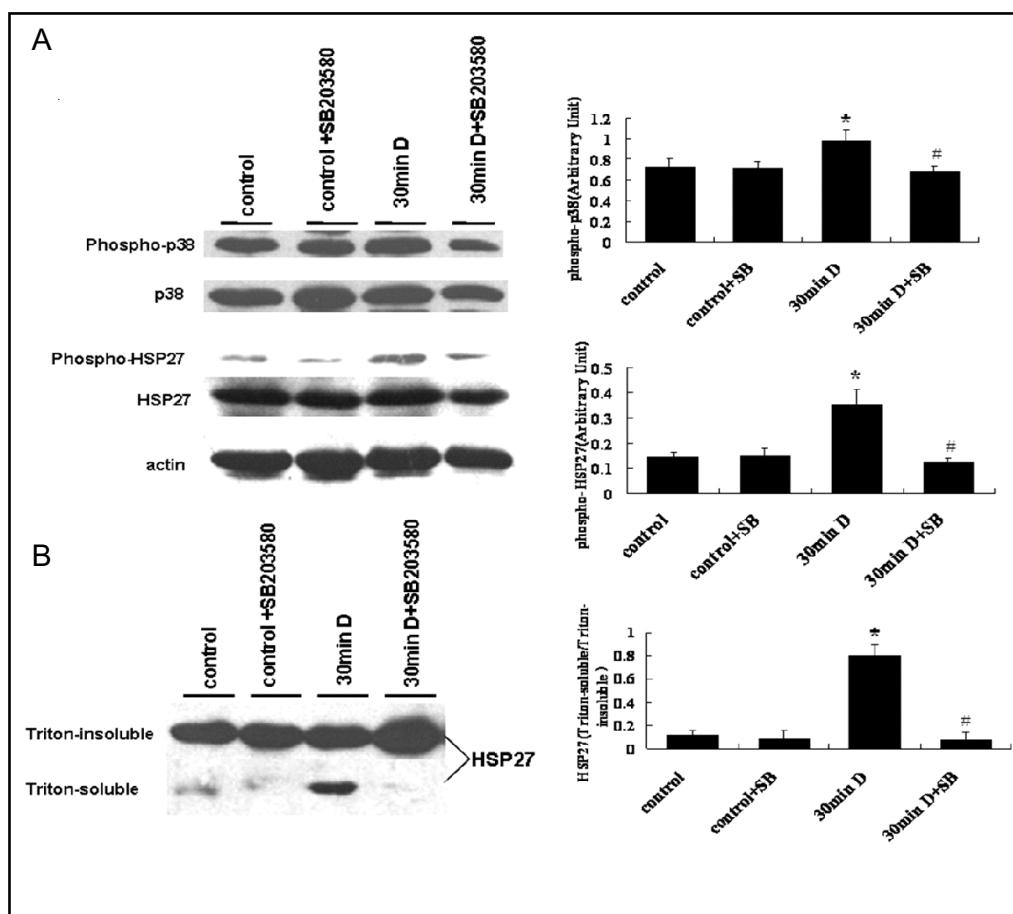 A
control
control +SB203580
30min D
30min D+SB203580
Phospho-p38
p38
Phospho-HSP27
HSP27
actin
phospho-p38(Arbitrary Unit)
1.2
1
0.8
0.6
0.4
0.2
0
*
#
control
control+SB
30min D
30min D+SB
phospho-HSP27(Arbitrary Unit)
0.5
0.4
0.3
0.2
0.1
0
*
#
control
control+SB
30min D
30min D+SB
B
control
control +SB203580
30min D
30min D+SB203580
Triton-insoluble
Triton-soluble
HSP27
HSP27 (Triton-soluble/Triton-
insoluble)
1
0.8
0.6
0.4
0.2
0
*
#
control
control+SB
30min D
30min D+SB